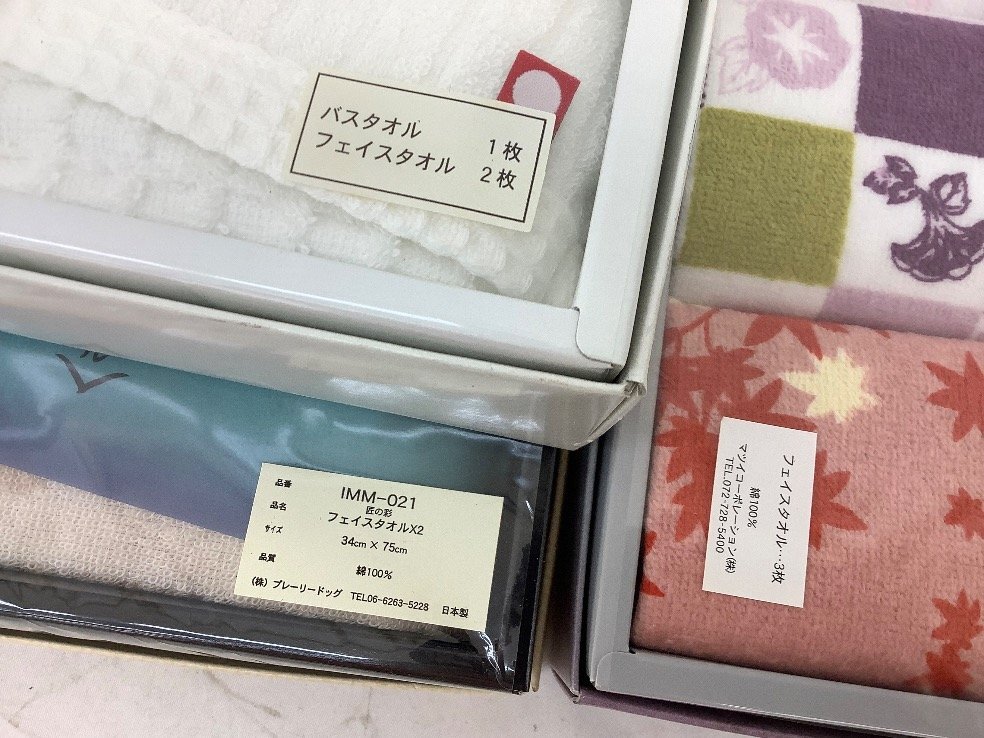 バスタオル 1枚
フェイスタオル 2枚
品番 IMM-021
品名 匠の彩
フェイスタオルX2
サイズ 34cm × 75cm
品質 綿100%
(株)プレーリードッグ TEL06-6263-5228 日本製
フェイスタオル…3枚
綿100%
マツイコーポレーション(株)
TEL.072-728-5400